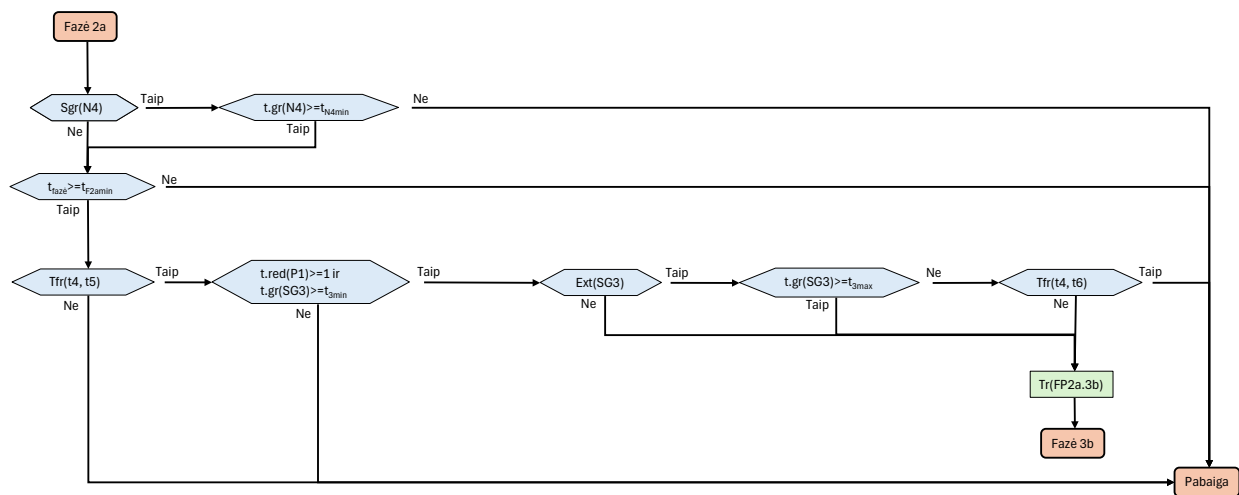 Fazė 2a
Sgr(N4)
Taip
t.gr(N4)>=tN4min
Ne
Ne
Taip
tfazė>=tF2amin
Ne
Taip
Tfr(t4, t5)
Taip
t.red(P1)>=1 ir
t.gr(SG3)>=t3min
Taip
Ext(SG3)
Taip
t.gr(SG3)>=t3max
Ne
Tfr(t4, t6)
Taip
Ne
Ne
Ne
Taip
Ne
Tr(FP2a.3b)
Fazė 3b
Pabaiga